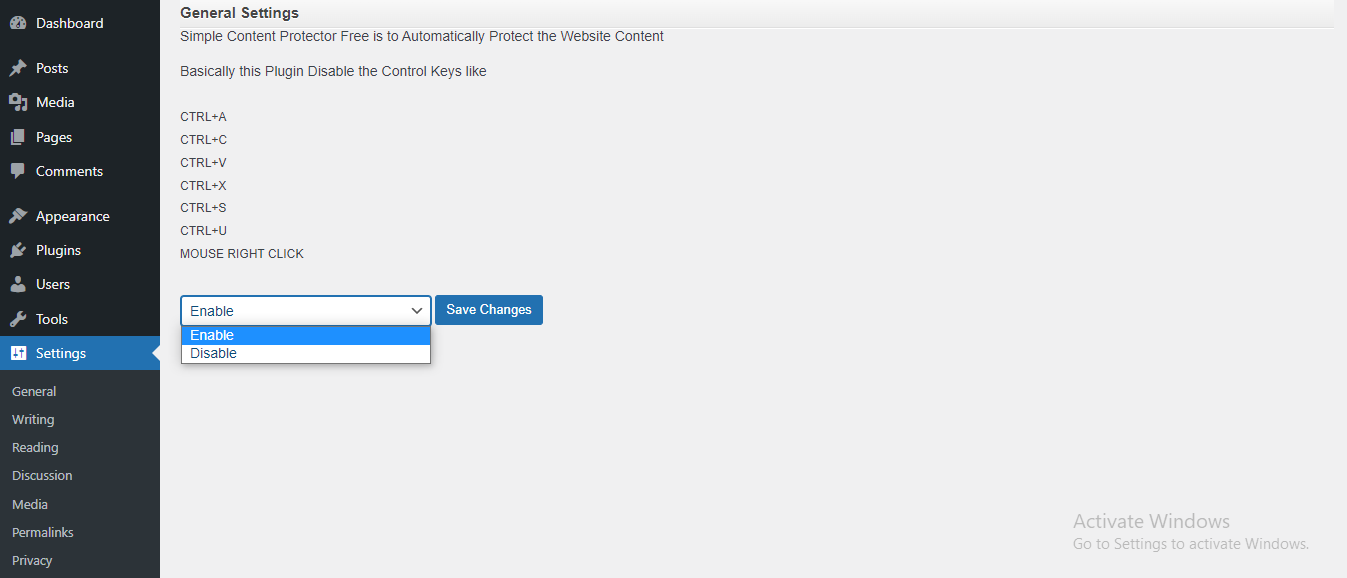 Dashboard
Posts
Media
Pages
Comments
Appearance
Plugins
Users
Tools
Settings
General
Writing
Reading
Discussion
Media
Permalinks
Privacy
General Settings
Simple Content Protector Free is to Automatically Protect the Website Content
Basically this Plugin Disable the Control Keys like
CTRL+A
CTRL+C
CTRL+V
CTRL+X
CTRL+S
CTRL+U
MOUSE RIGHT CLICK
Enable
Save Changes
Enable
Disable
Activate Windows
Go to Settings to activate Windows.